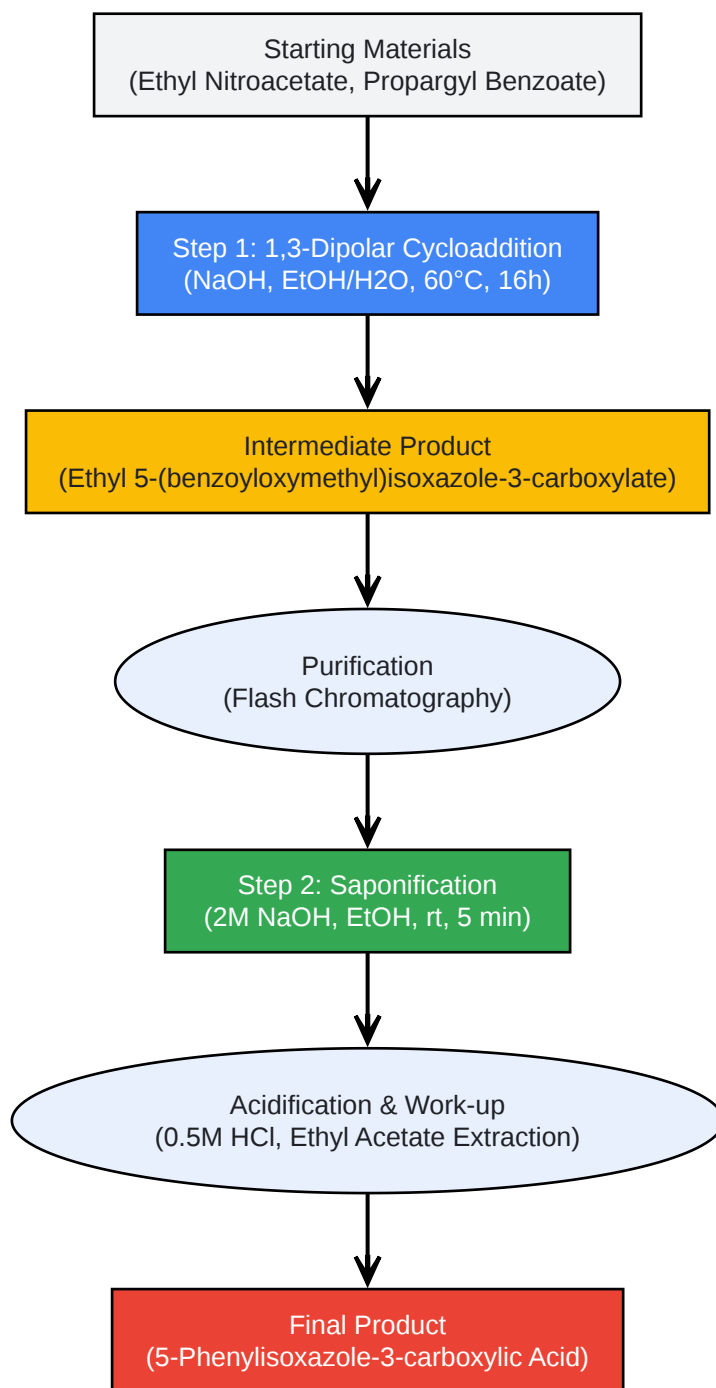 Starting Materials
(Ethyl Nitroacetate, Propargyl Benzoate)
Step 1: 1,3-Dipolar Cycloaddition
(NaOH, EtOH/H2O, 60°C, 16h)
Intermediate Product
(Ethyl 5-(benzoyloxymethyl)isoxazole-3-carboxylate)
Purification
(Flash Chromatography)
Step 2: Saponification
(2M NaOH, EtOH, rt, 5 min)
Acidification & Work-up
(0.5M HCl, Ethyl Acetate Extraction)
Final Product
(5-Phenylisoxazole-3-carboxylic Acid)